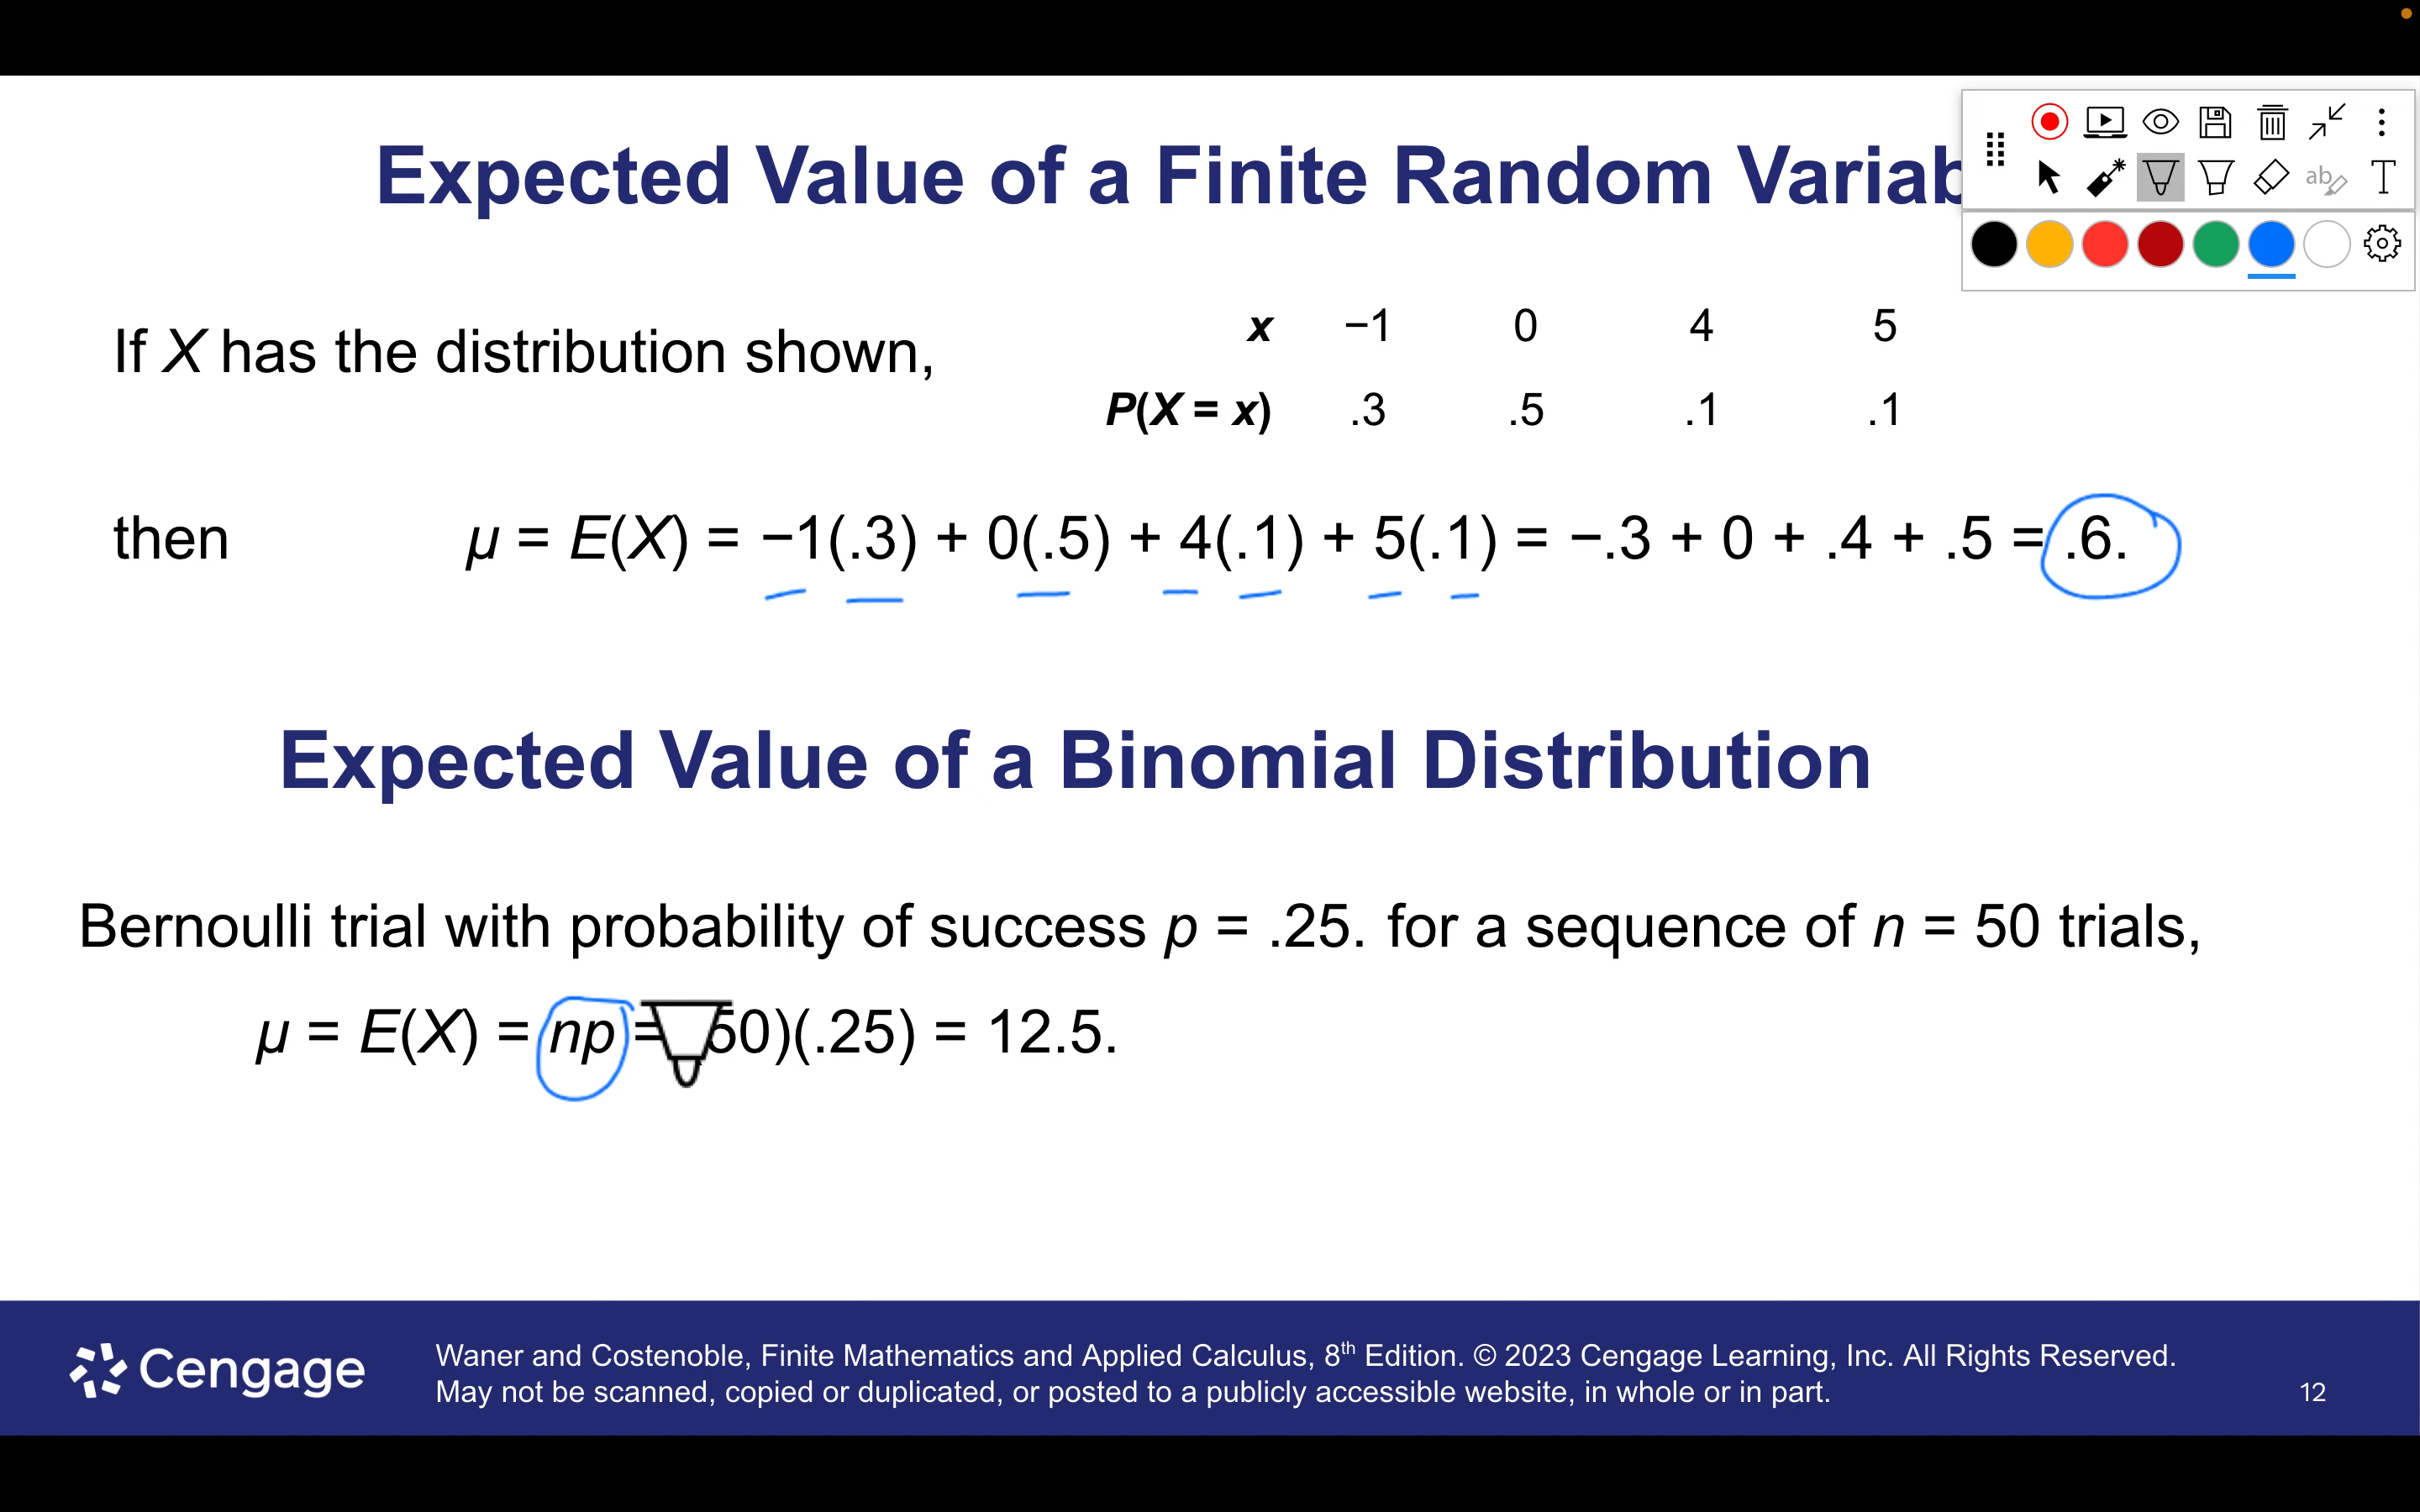 Expected Value of a Finite Random Variab
ab
T
If X has the distribution shown,
x −1 0 4 5
P(X = x) .3 .5 .1 .1
then μ = E(X) = −1(.3) + 0(.5) + 4(.1) + 5(.1) = −.3 + 0 + .4 + .5 = .6.
Expected Value of a Binomial Distribution
Bernoulli trial with probability of success p = .25. for a sequence of n = 50 trials,
μ = E(X) = np = 50)(.25) = 12.5.
Cengage
Waner and Costenoble, Finite Mathematics and Applied Calculus, 8th Edition. © 2023 Cengage Learning, Inc. All Rights Reserved.
May not be scanned, copied or duplicated, or posted to a publicly accessible website, in whole or in part.
12